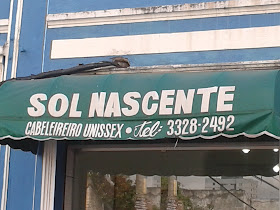 SOL NASCENTE
CABELEIREIRO UNISSEX • Tel: 3328-2492